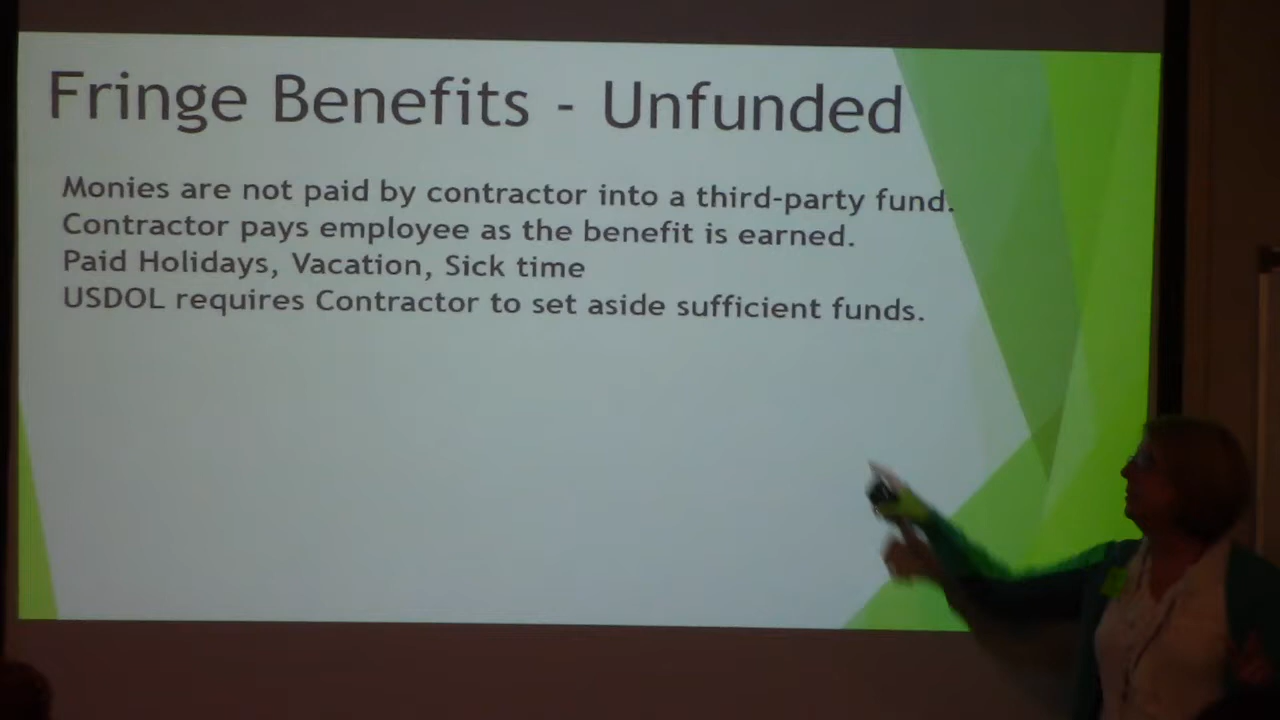 Fringe Benefits - Unfunded
Monies are not paid by contractor into a third-party fund.
Contractor pays employee as the benefit is earned.
Paid Holidays, Vacation, Sick time
USDOL requires Contractor to set aside sufficient funds.